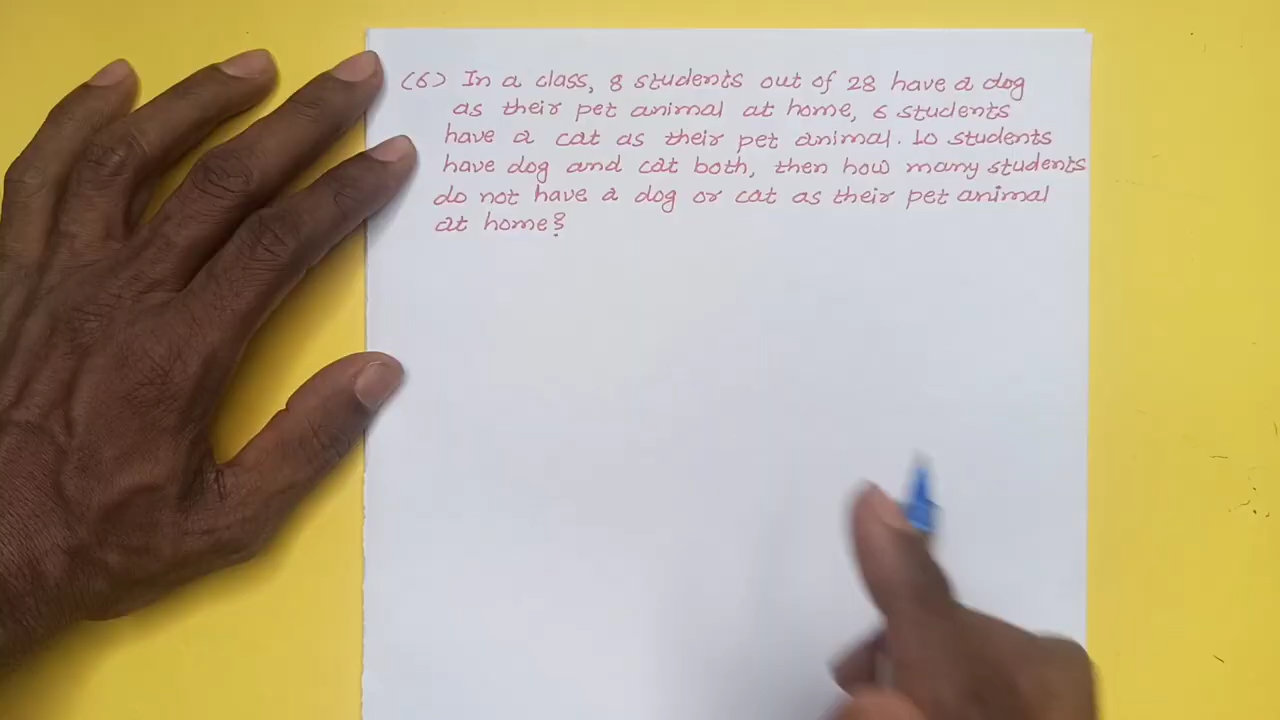 (6) In a class, 8 students out of 28 have a dog
as their pet animal at home, 6 students
have a cat as their pet animal. 10 students
have dog and cat both, then how many students
do not have a dog or cat as their pet animal
at home?